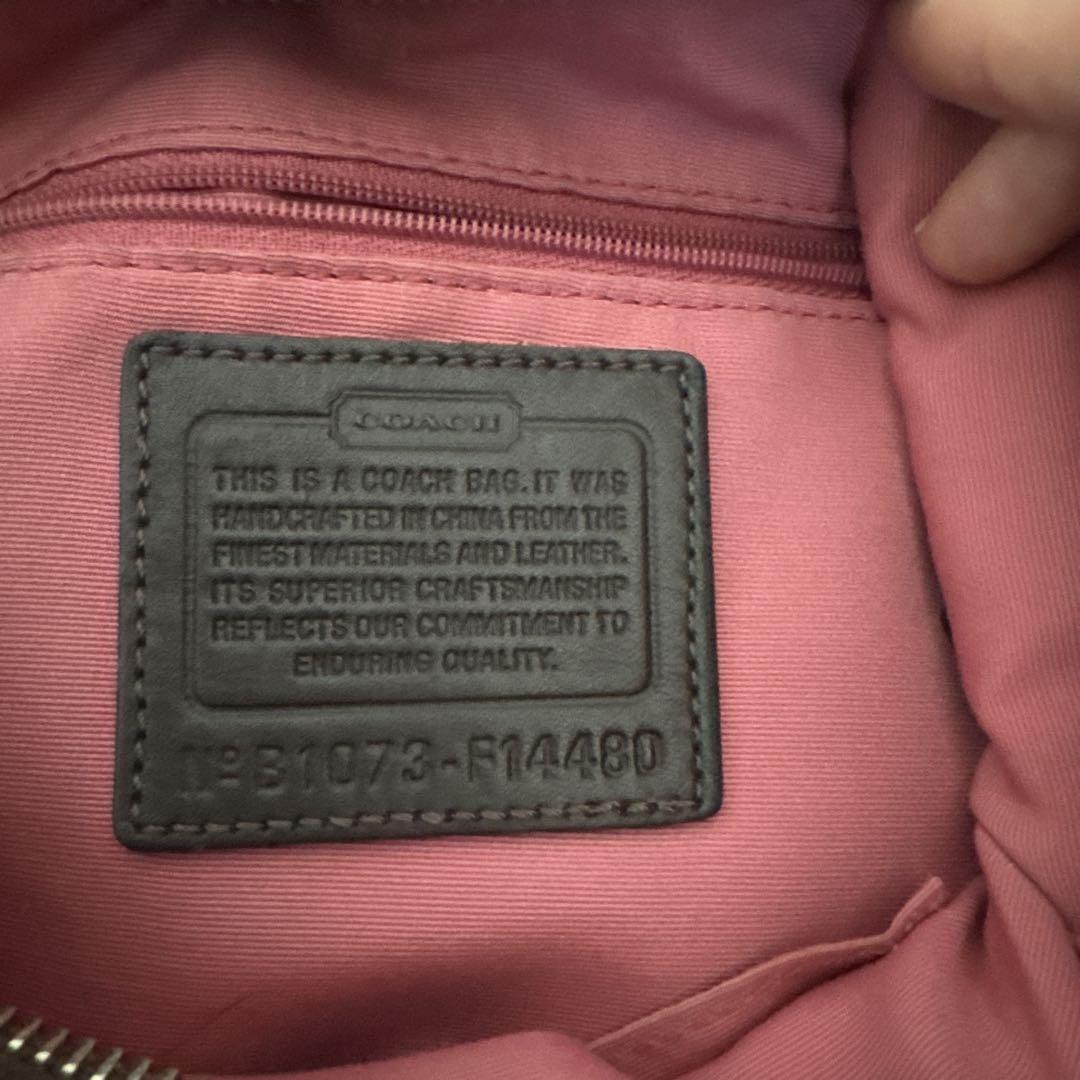 COACH
THIS IS A COACH BAG. IT WAS
HANDCRAFTED IN CHINA FROM THE
FINEST MATERIALS AND LEATHER.
ITS SUPERIOR CRAFTSMANSHIP
REFLECTS OUR COMMITMENT TO
ENDURING QUALITY.
Nº B1073-F14480